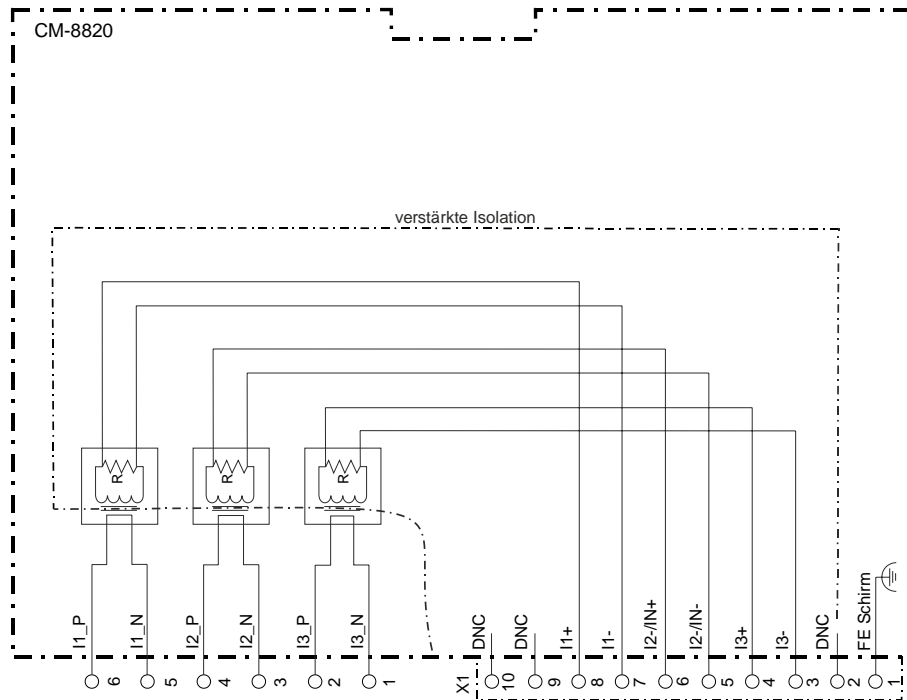 CM-8820
verstärkte Isolation
R
R
R
I1_P
I1_N
I2_P
I2_N
I3_P
I3_N
DNC
DNC
I1+
I1-
I2-/IN+
I2-/IN-
I3+
I3-
DNC
FE Schirm
6
5
4
3
2
1
X1
10
9
8
7
6
5
4
3
2
1